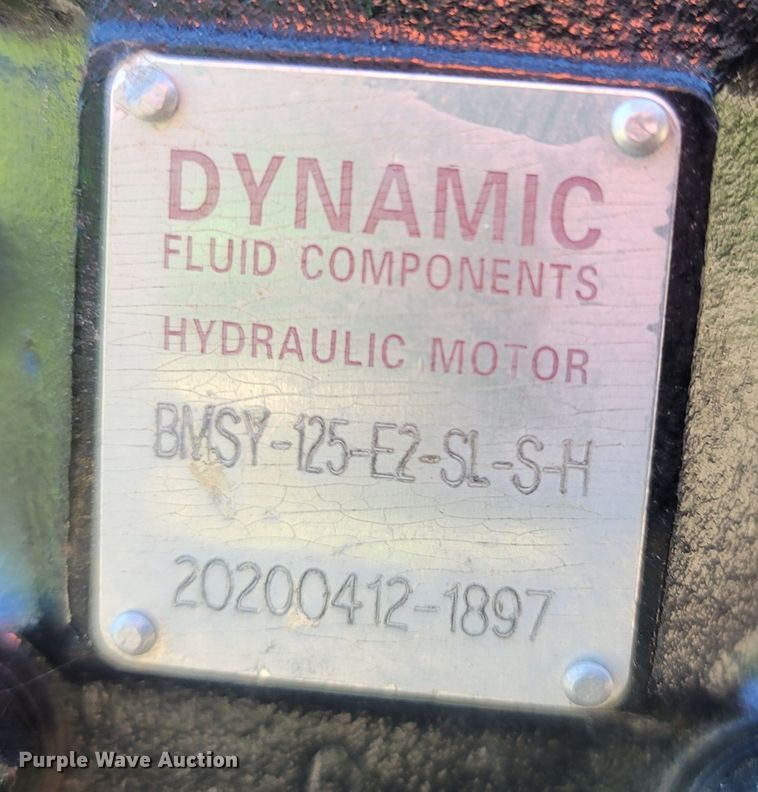 DYNAMIC
FLUID COMPONENTS
HYDRAULIC MOTOR
BMSY-125-E2-SL-S-H
20200412-1897
Purple Wave Auction